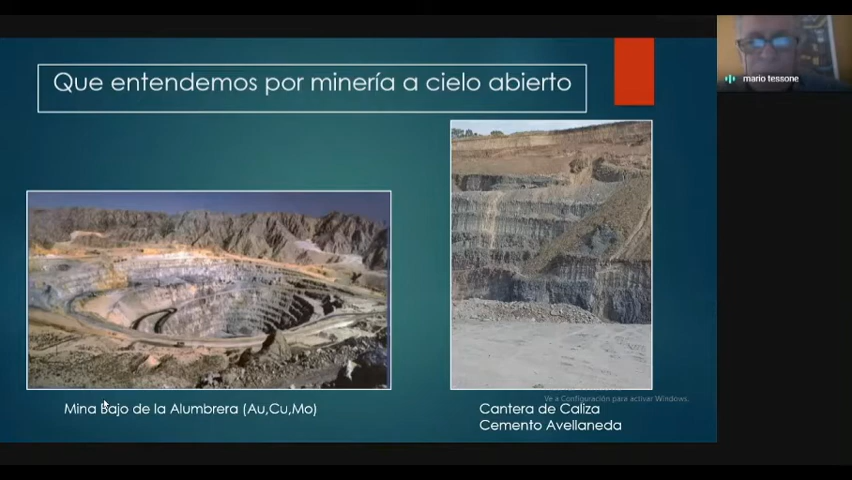 Que entendemos por minería a cielo abierto
mario tessone
Mina Bajo de la Alumbrera (Au,Cu,Mo)
Ve a Configuración para activar Windows.
Cantera de Caliza
Cemento Avellaneda